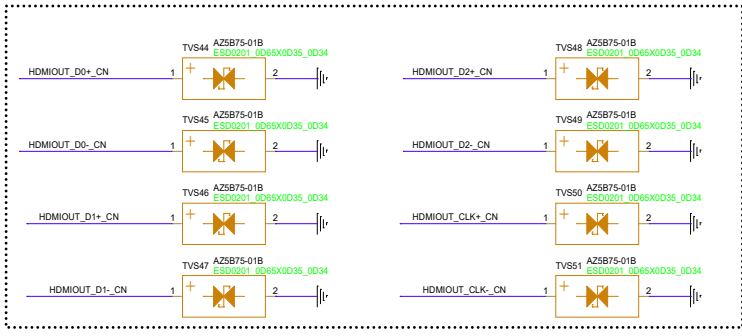 TVS44 AZ5B75-01B
ESD0201_0D65X0D35_0D34
HDMIOUT_D0+_CN 1 + 2
TVS45 AZ5B75-01B
ESD0201_0D65X0D35_0D34
HDMIOUT_D0-_CN 1 + 2
TVS46 AZ5B75-01B
ESD0201_0D65X0D35_0D34
HDMIOUT_D1+_CN 1 + 2
TVS47 AZ5B75-01B
ESD0201_0D65X0D35_0D34
HDMIOUT_D1-_CN 1 + 2
TVS48 AZ5B75-01B
ESD0201_0D65X0D35_0D34
HDMIOUT_D2+_CN 1 + 2
TVS49 AZ5B75-01B
ESD0201_0D65X0D35_0D34
HDMIOUT_D2-_CN 1 + 2
TVS50 AZ5B75-01B
ESD0201_0D65X0D35_0D34
HDMIOUT_CLK+_CN 1 + 2
TVS51 AZ5B75-01B
ESD0201_0D65X0D35_0D34
HDMIOUT_CLK-_CN 1 + 2